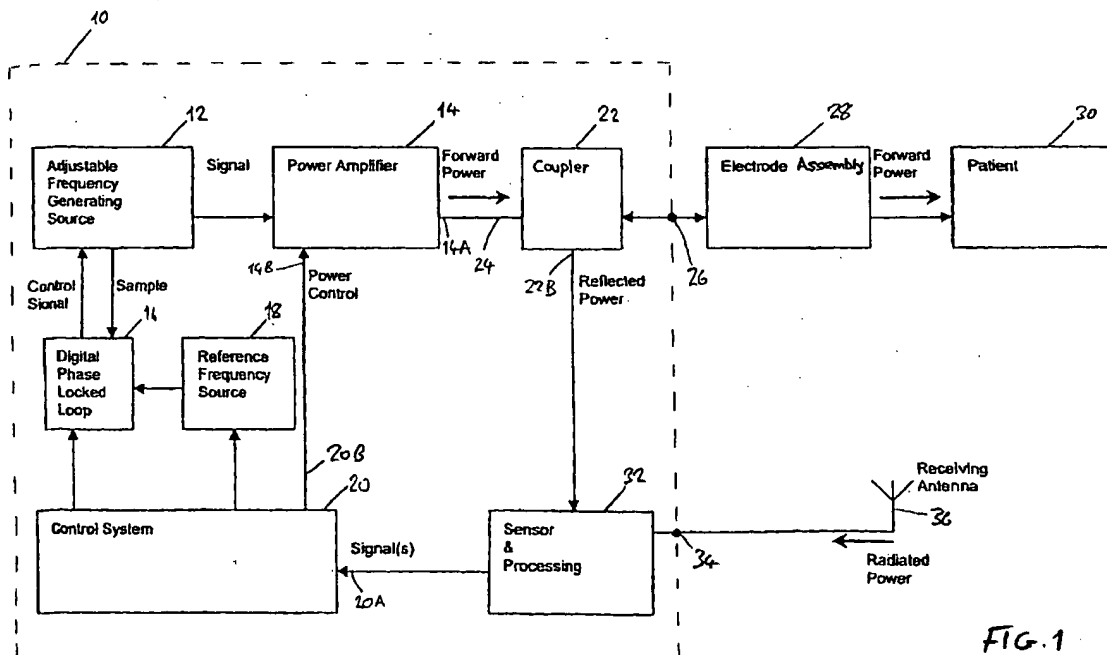 10
12
14
22
28
30
Adjustable
Frequency
Generating
Source
Signal
Power Amplifier
Forward
Power
Coupler
Electrode Assembly
Forward
Power
Patient
14A
24
26
Control
Signal
Sample
14B
Power
Control
22B
Reflected
Power
16
18
Digital
Phase
Locked
Loop
Reference
Frequency
Source
20B
20
32
Receiving
Antenna
36
Control System
Signal(s)
20A
Sensor
&
Processing
34
Radiated
Power
FIG.1